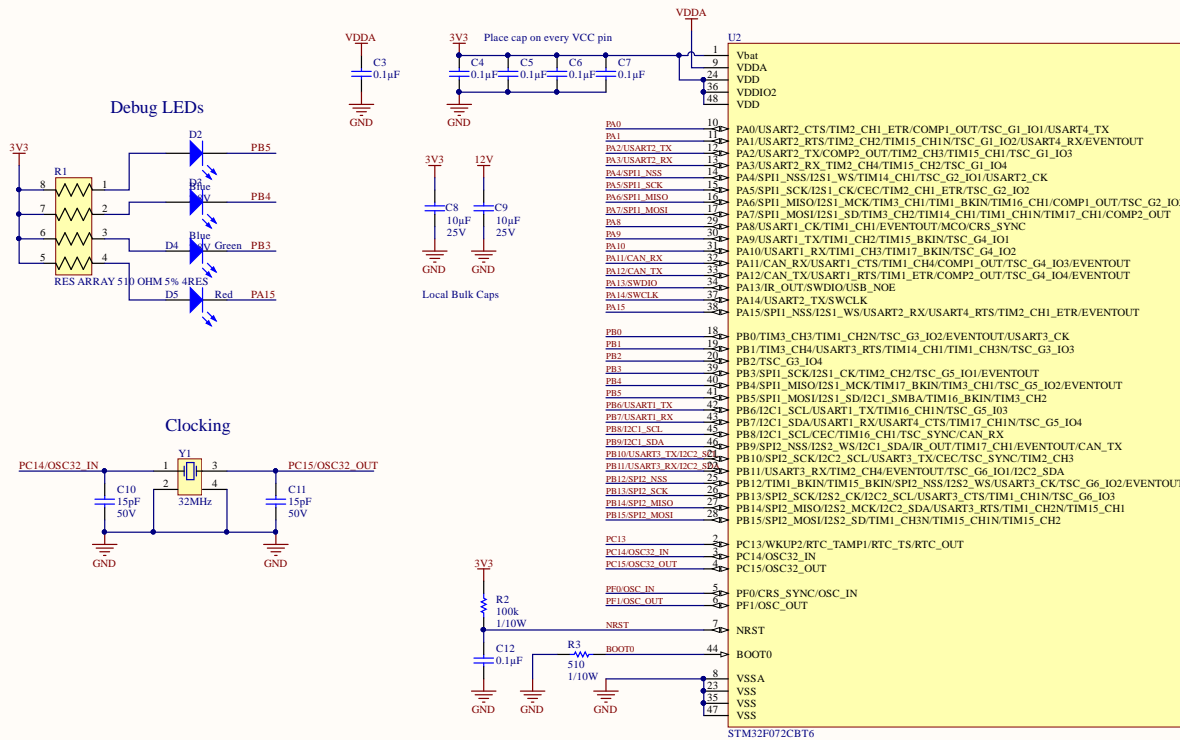 VDDA
U2
VDDA
3V3
Place cap on every VCC pin
C3
0.1µF
C4
0.1µF
C5
0.1µF
C6
0.1µF
C7
0.1µF
GND
GND
1 Vbat
9 VDDA
24 VDD
36 VDDIO2
48 VDD
Debug LEDs
3V3
R1
8 1
7 2
6 3
5 4
RES ARRAY 510 OHM 5% 4RES
D2
PB5
Blue
D3
PB4
Blue
D4
Green
PB3
D5
Red
PA15
3V3
12V
C8
10µF
25V
C9
10µF
25V
GND
GND
Local Bulk Caps
PA0 10 PA0/USART2_CTS/TIM2_CH1_ETR/COMP1_OUT/TSC_G1_IO1/USART4_TX
PA1 11 PA1/USART2_RTS/TIM2_CH2/TIM15_CH1N/TSC_G1_IO2/USART4_RX/EVENTOUT
PA2/USART2_TX 12 PA2/USART2_TX/COMP2_OUT/TIM2_CH3/TIM15_CH1/TSC_G1_IO3
PA3/USART2_RX 13 PA3/USART2_RX_TIM2_CH4/TIM15_CH2/TSC_G1_IO4
PA4/SPI1_NSS 14 PA4/SPI1_NSS/I2S1_WS/TIM14_CH1/TSC_G2_IO1/USART2_CK
PA5/SPI1_SCK 15 PA5/SPI1_SCK/I2S1_CK/CEC/TIM2_CH1_ETR/TSC_G2_IO2
PA6/SPI1_MISO 16 PA6/SPI1_MISO/I2S1_MCK/TIM3_CH1/TIM1_BKIN/TIM16_CH1/COMP1_OUT/TSC_G2_IO
PA7/SPI1_MOSI 17 PA7/SPI1_MOSI/I2S1_SD/TIM3_CH2/TIM14_CH1/TIM1_CH1N/TIM17_CH1/COMP2_OUT
PA8 29 PA8/USART1_CK/TIM1_CH1/EVENTOUT/MCO/CRS_SYNC
PA9 30 PA9/USART1_TX/TIM1_CH2/TIM15_BKIN/TSC_G4_IO1
PA10 31 PA10/USART1_RX/TIM1_CH3/TIM17_BKIN/TSC_G4_IO2
PA11/CAN_RX 32 PA11/CAN_RX/USART1_CTS/TIM1_CH4/COMP1_OUT/TSC_G4_IO3/EVENTOUT
PA12/CAN_TX 33 PA12/CAN_TX/USART1_RTS/TIM1_ETR/COMP2_OUT/TSC_G4_IO4/EVENTOUT
PA13/SWDIO 34 PA13/IR_OUT/SWDIO/USB_NOE
PA14/SWCLK 37 PA14/USART2_TX/SWCLK
PA15 38 PA15/SPI1_NSS/I2S1_WS/USART2_RX/USART4_RTS/TIM2_CH1_ETR/EVENTOUT
PB0 18 PB0/TIM3_CH3/TIM1_CH2N/TSC_G3_IO2/EVENTOUT/USART3_CK
PB1 19 PB1/TIM3_CH4/USART3_RTS/TIM14_CH1/TIM1_CH3N/TSC_G3_IO3
PB2 20 PB2/TSC_G3_IO4
PB3 39 PB3/SPI1_SCK/I2S1_CK/TIM2_CH2/TSC_G5_IO1/EVENTOUT
PB4 40 PB4/SPI1_MISO/I2S1_MCK/TIM17_BKIN/TIM3_CH1/TSC_G5_IO2/EVENTOUT
PB5 41 PB5/SPI1_MOSI/I2S1_SD/I2C1_SMBA/TIM16_BKIN/TIM3_CH2
PB6/USART1_TX 42 PB6/I2C1_SCL/USART1_TX/TIM16_CH1N/TSC_G5_I03
PB7/USART1_RX 43 PB7/I2C1_SDA/USART1_RX/USART4_CTS/TIM17_CH1N/TSC_G5_IO4
PB8/I2C1_SCL 45 PB8/I2C1_SCL/CEC/TIM16_CH1/TSC_SYNC/CAN_RX
PB9/I2C1_SDA 46 PB9/SPI2_NSS/I2S2_WS/I2C1_SDA/IR_OUT/TIM17_CH1/EVENTOUT/CAN_TX
PB10/USART3_TX/I2C2_SCL 21 PB10/SPI2_SCK/I2C2_SCL/USART3_TX/CEC/TSC_SYNC/TIM2_CH3
PB11/USART3_RX/I2C2_SDA 22 PB11/USART3_RX/TIM2_CH4/EVENTOUT/TSC_G6_IO1/I2C2_SDA
PB12/SPI2_NSS 25 PB12/TIM1_BKIN/TIM15_BKIN/SPI2_NSS/I2S2_WS/USART3_CK/TSC_G6_IO2/EVENTOUT
PB13/SPI2_SCK 26 PB13/SPI2_SCK/I2S2_CK/I2C2_SCL/USART3_CTS/TIM1_CH1N/TSC_G6_IO3
PB14/SPI2_MISO 27 PB14/SPI2_MISO/I2S2_MCK/I2C2_SDA/USART3_RTS/TIM1_CH2N/TIM15_CH1
PB15/SPI2_MOSI 28 PB15/SPI2_MOSI/I2S2_SD/TIM1_CH3N/TIM15_CH1N/TIM15_CH2
PC13 2 PC13/WKUP2/RTC_TAMP1/RTC_TS/RTC_OUT
PC14/OSC32_IN 3 PC14/OSC32_IN
PC15/OSC32_OUT 4 PC15/OSC32_OUT
PF0/OSC_IN 5 PF0/CRS_SYNC/OSC_IN
PF1/OSC_OUT 6 PF1/OSC_OUT
NRST 7 NRST
BOOT0 44 BOOT0
8 VSSA
23 VSS
35 VSS
47 VSS
STM32F072CBT6
Clocking
PC14/OSC32_IN
Y1
1 3
2 4
32MHz
PC15/OSC32_OUT
C10
15pF
50V
C11
15pF
50V
GND
GND
3V3
R2
100k
1/10W
C12
0.1µF
R3
510
1/10W
GND
GND
GND